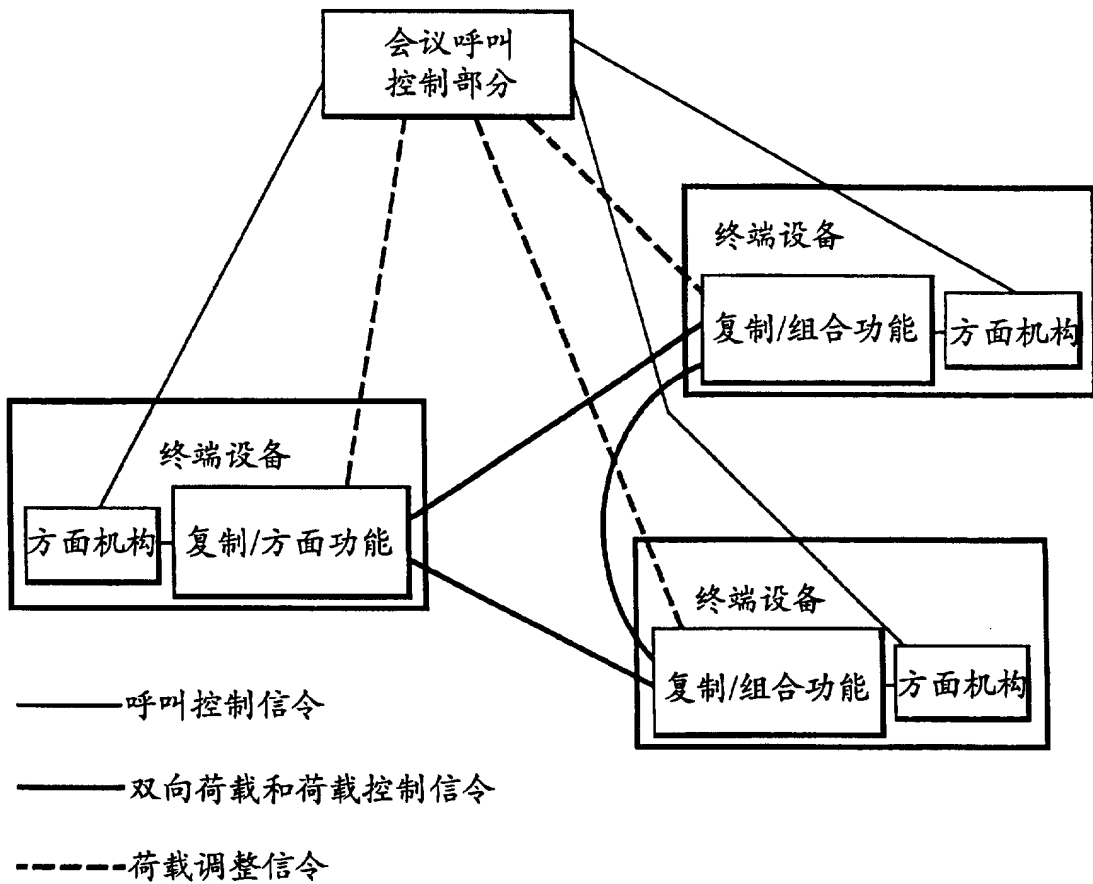 会议呼叫
控制部分
终端设备
复制/组合功能
方面机构
终端设备
方面机构
复制/方面功能
终端设备
复制/组合功能
方面机构
呼叫控制信令
双向荷载和荷载控制信令
荷载调整信令